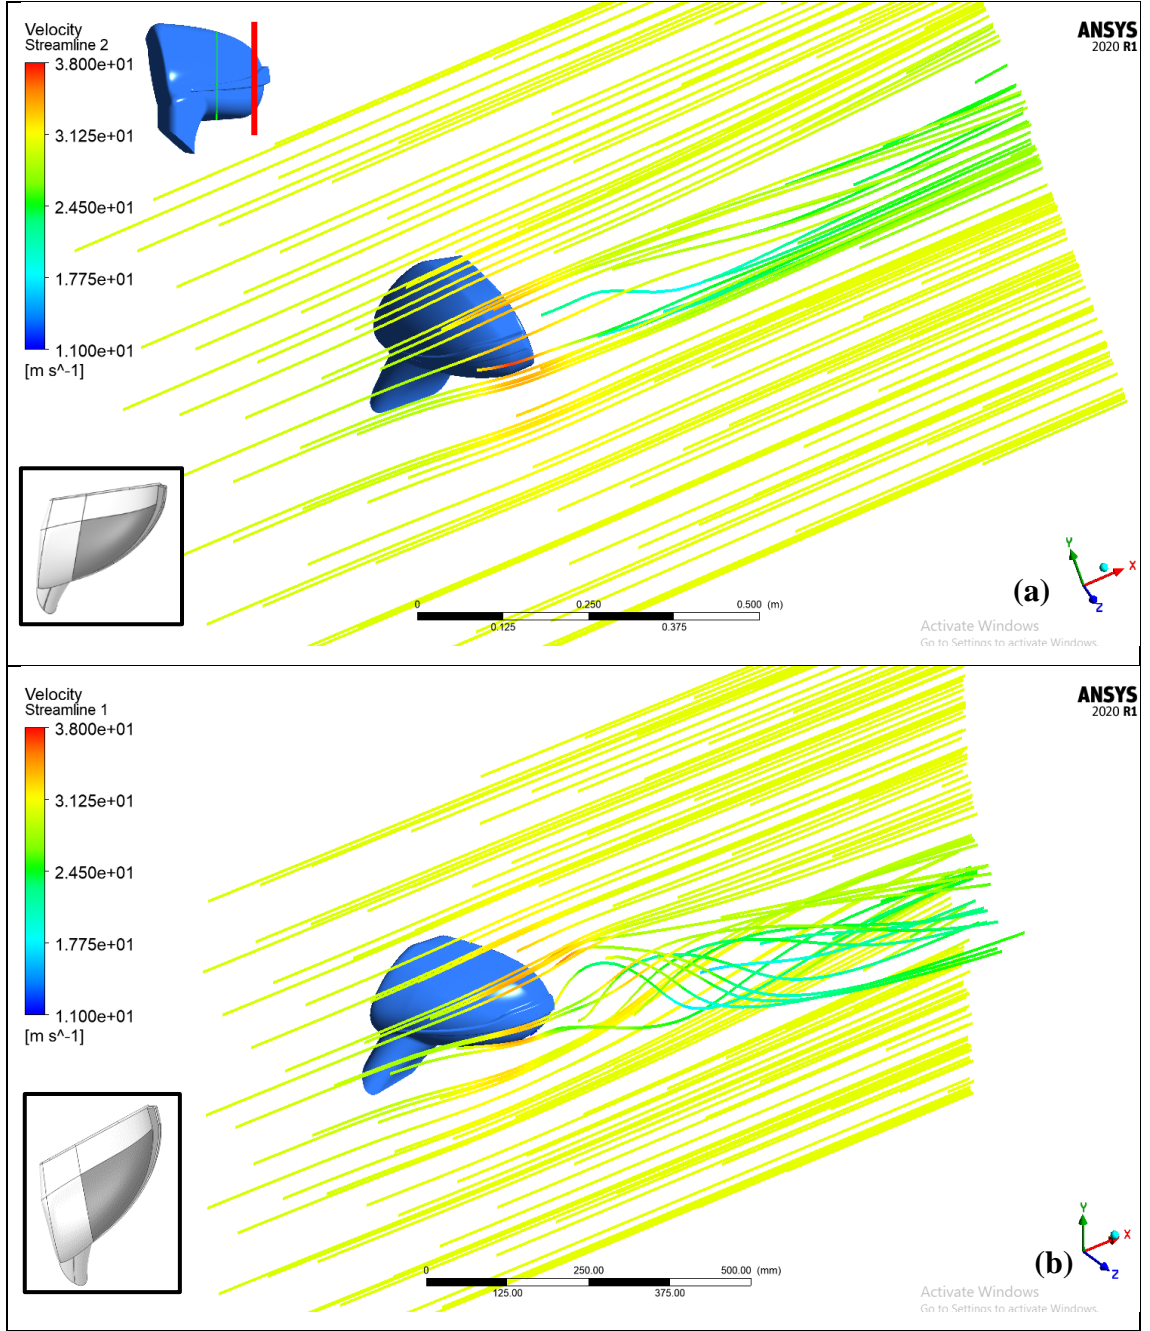 Velocity
Streamline 2
3.800e+01
3.125e+01
2.450e+01
1.775e+01
1.100e+01
[m s^-1]
ANSYS
2020 R1
0 0.250 0.500 (m)
0.125 0.375
(a)
Y
X
Z
Activate Windows
Go to Settings to activate Windows.
Velocity
Streamline 1
3.800e+01
3.125e+01
2.450e+01
1.775e+01
1.100e+01
[m s^-1]
ANSYS
2020 R1
0 250.00 500.00 (mm)
125.00 375.00
(b)
Y
X
Z
Activate Windows
Go to Settings to activate Windows.